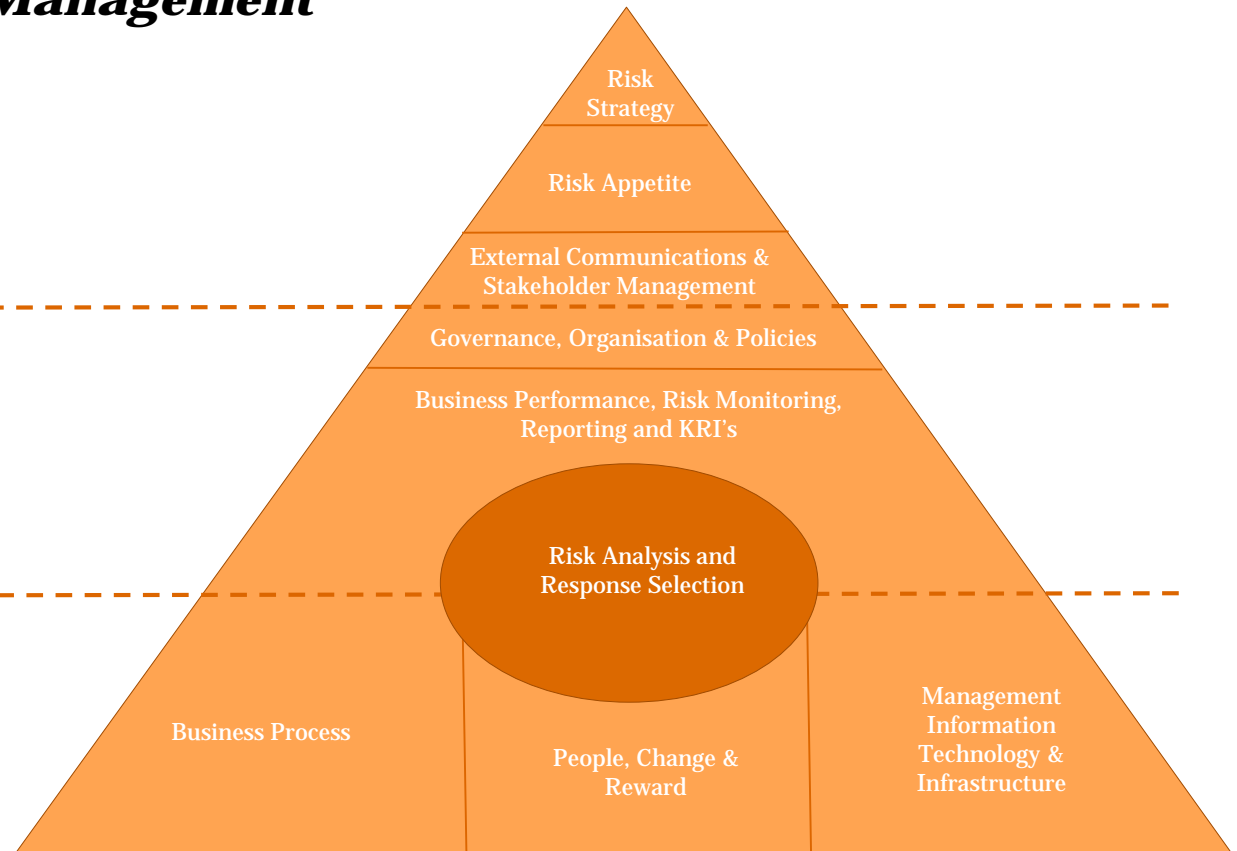 Management
Risk
Strategy
Risk Appetite
External Communications &
Stakeholder Management
Governance, Organisation & Policies
Business Performance, Risk Monitoring,
Reporting and KRI's
Risk Analysis and
Response Selection
Business Process
People, Change &
Reward
Management
Information
Technology &
Infrastructure